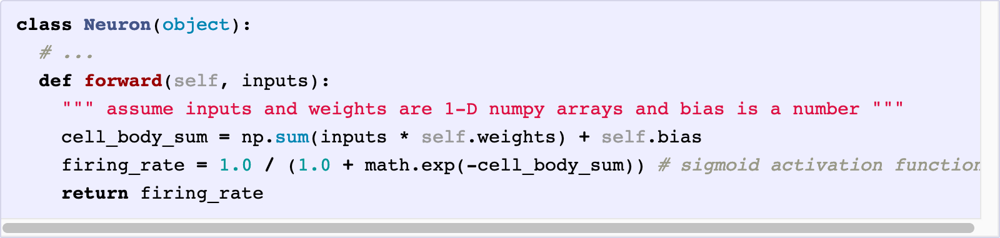 class Neuron(object):
  # ...
  def forward(self, inputs):
    """ assume inputs and weights are 1-D numpy arrays and bias is a number """
    cell_body_sum = np.sum(inputs * self.weights) + self.bias
    firing_rate = 1.0 / (1.0 + math.exp(-cell_body_sum)) # sigmoid activation function
    return firing_rate